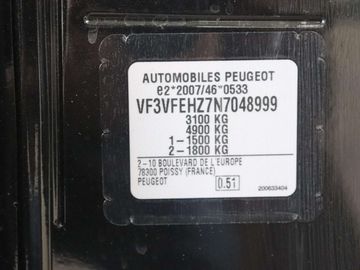 AUTOMOBILES PEUGEOT
e2*2007/46*0533
VF3VFEHZ7N7048999
3100 KG
4900 KG
1-1500 KG
2-1800 KG
2-10 BOULEVARD DE L'EUROPE
78300 POISSY (FRANCE)
PEUGEOT 0.51
200633404